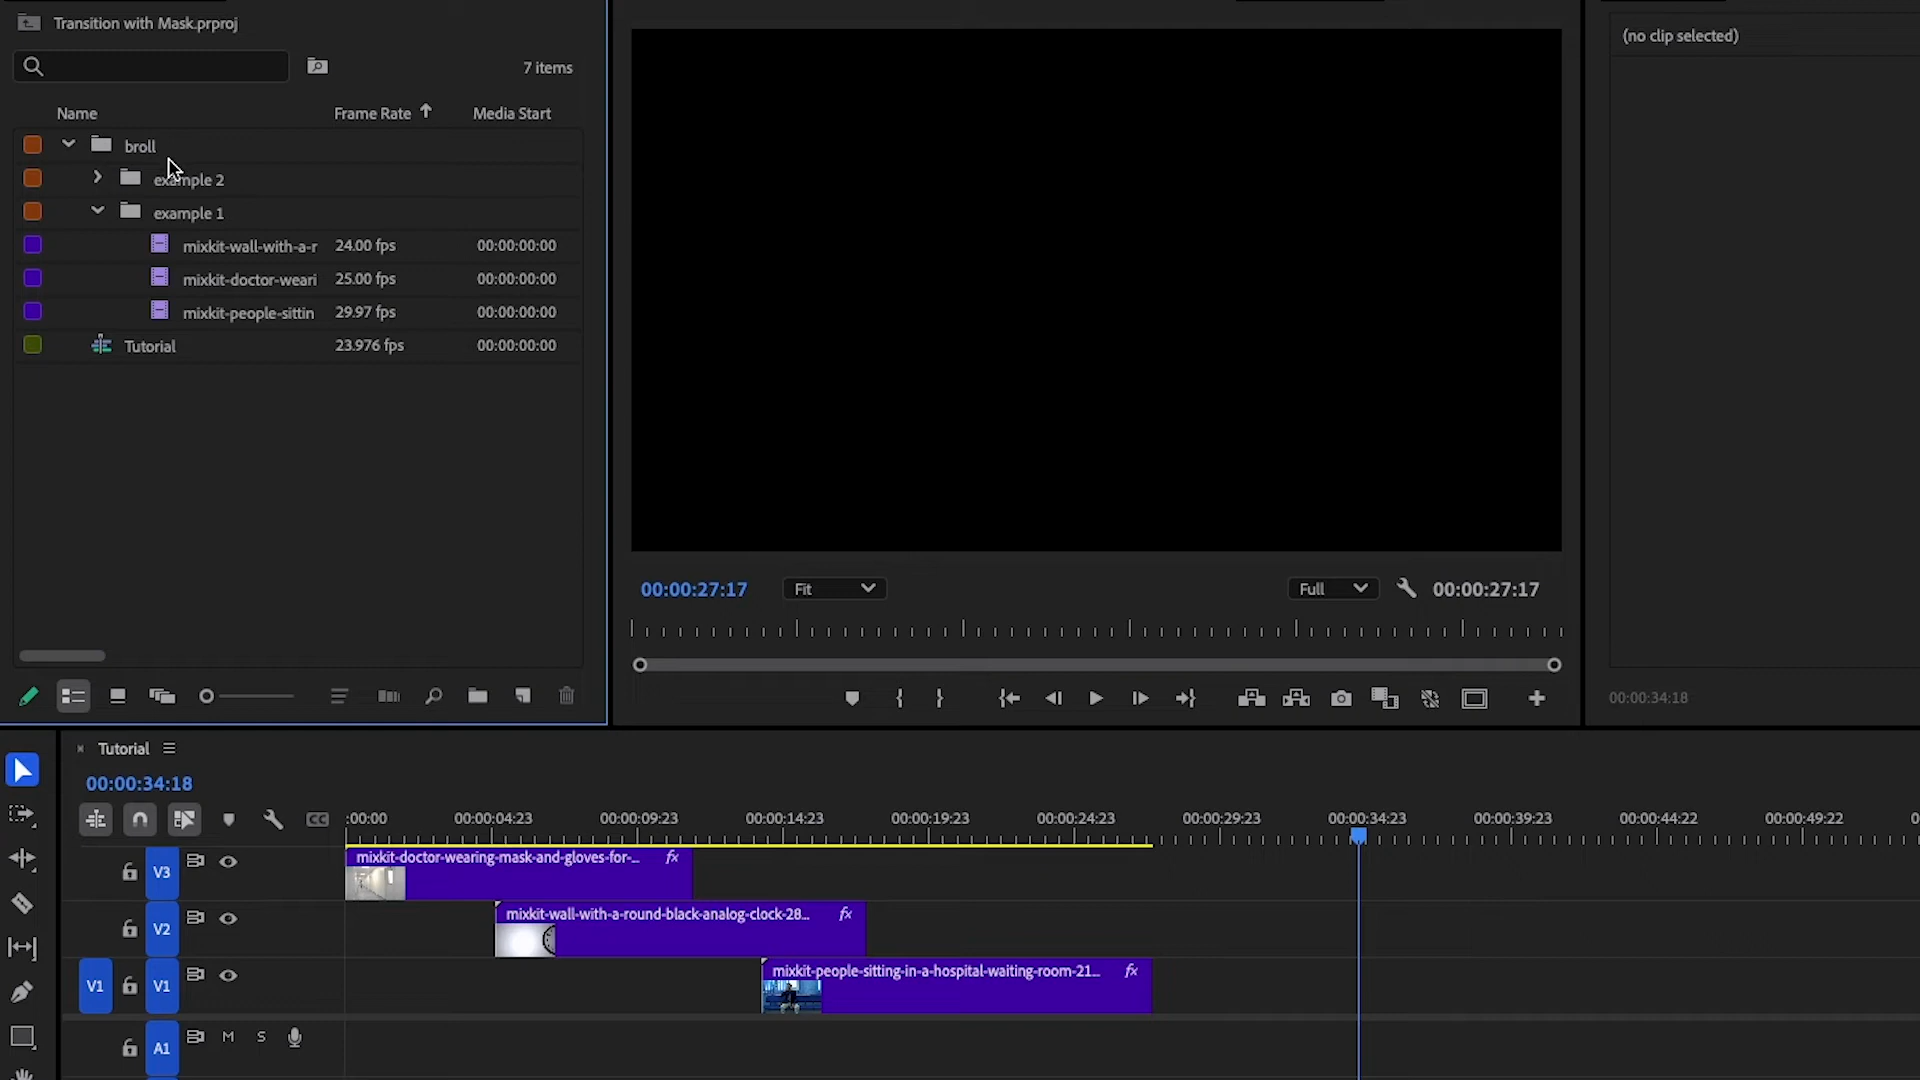 Transition with Mask.prproj
7 items
Name Frame Rate Media Start
broll
example 2
example 1
mixkit-wall-with-a-r 24.00 fps 00:00:00:00
mixkit-doctor-weari 25.00 fps 00:00:00:00
mixkit-people-sittin 29.97 fps 00:00:00:00
Tutorial 23.976 fps 00:00:00:00
(no clip selected)
00:00:27:17 Fit Full 00:00:27:17
00:00:34:18
Tutorial
00:00:34:18
CC
:00:00 00:00:04:23 00:00:09:23 00:00:14:23 00:00:19:23 00:00:24:23 00:00:29:23 00:00:34:23 00:00:39:23 00:00:44:22 00:00:49:22 0
V3 mixkit-doctor-wearing-mask-and-gloves-for-... fx
V2 mixkit-wall-with-a-round-black-analog-clock-28... fx
V1 V1 mixkit-people-sitting-in-a-hospital-waiting-room-21... fx
A1 M S